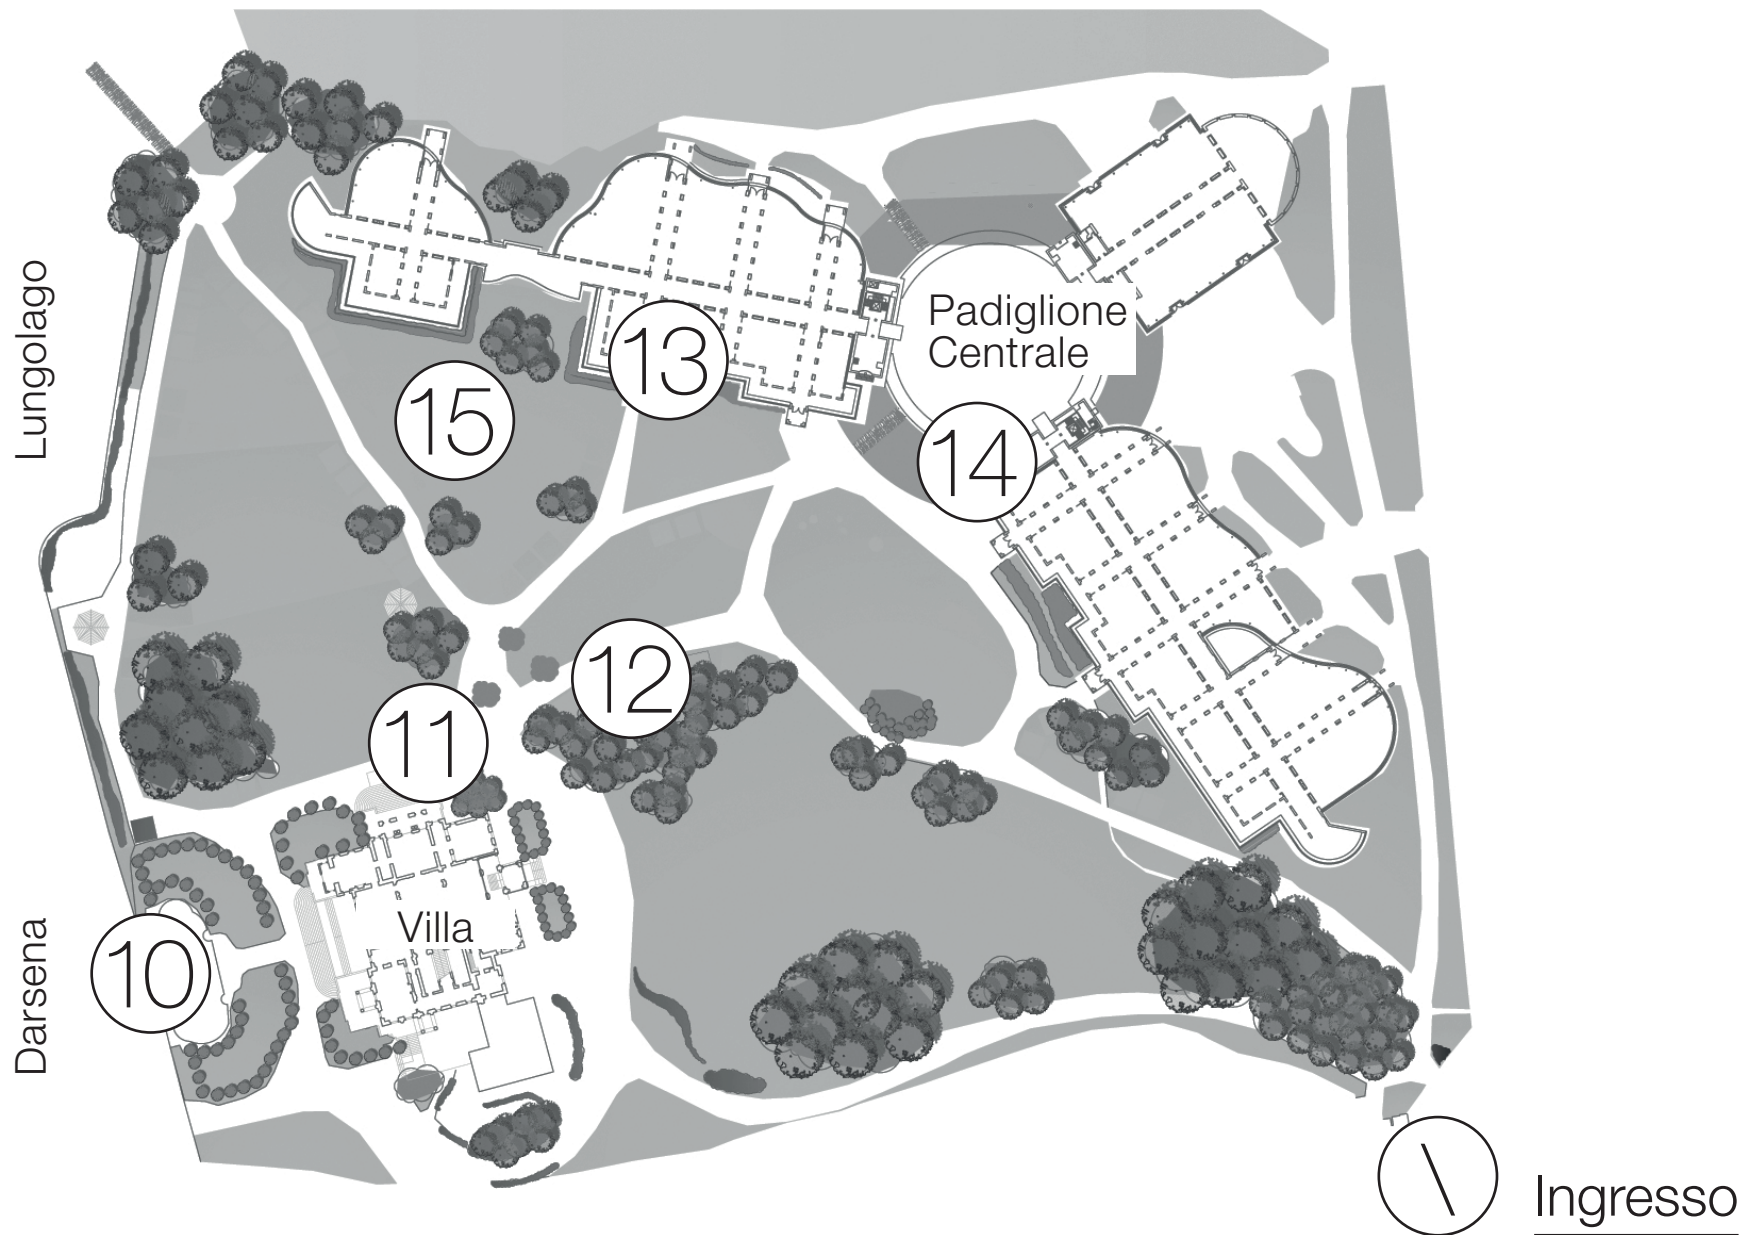 Padiglione
Centrale
13
Lungolago
15
14
12
11
Villa
10
Darsena
Ingresso